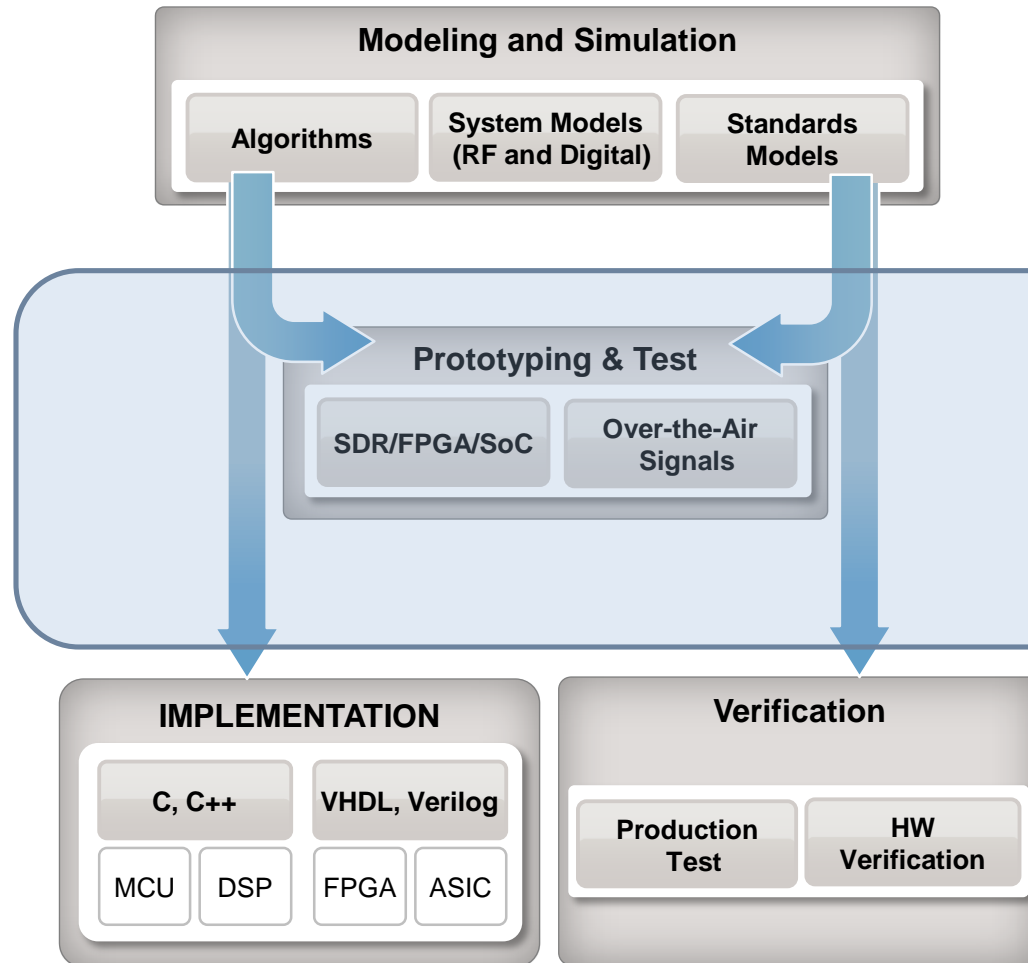 Modeling and Simulation
Algorithms
System Models
(RF and Digital)
Standards
Models
Prototyping & Test
SDR/FPGA/SoC
Over-the-Air
Signals
IMPLEMENTATION
C, C++
VHDL, Verilog
MCU
DSP
FPGA
ASIC
Verification
Production
Test
HW
Verification